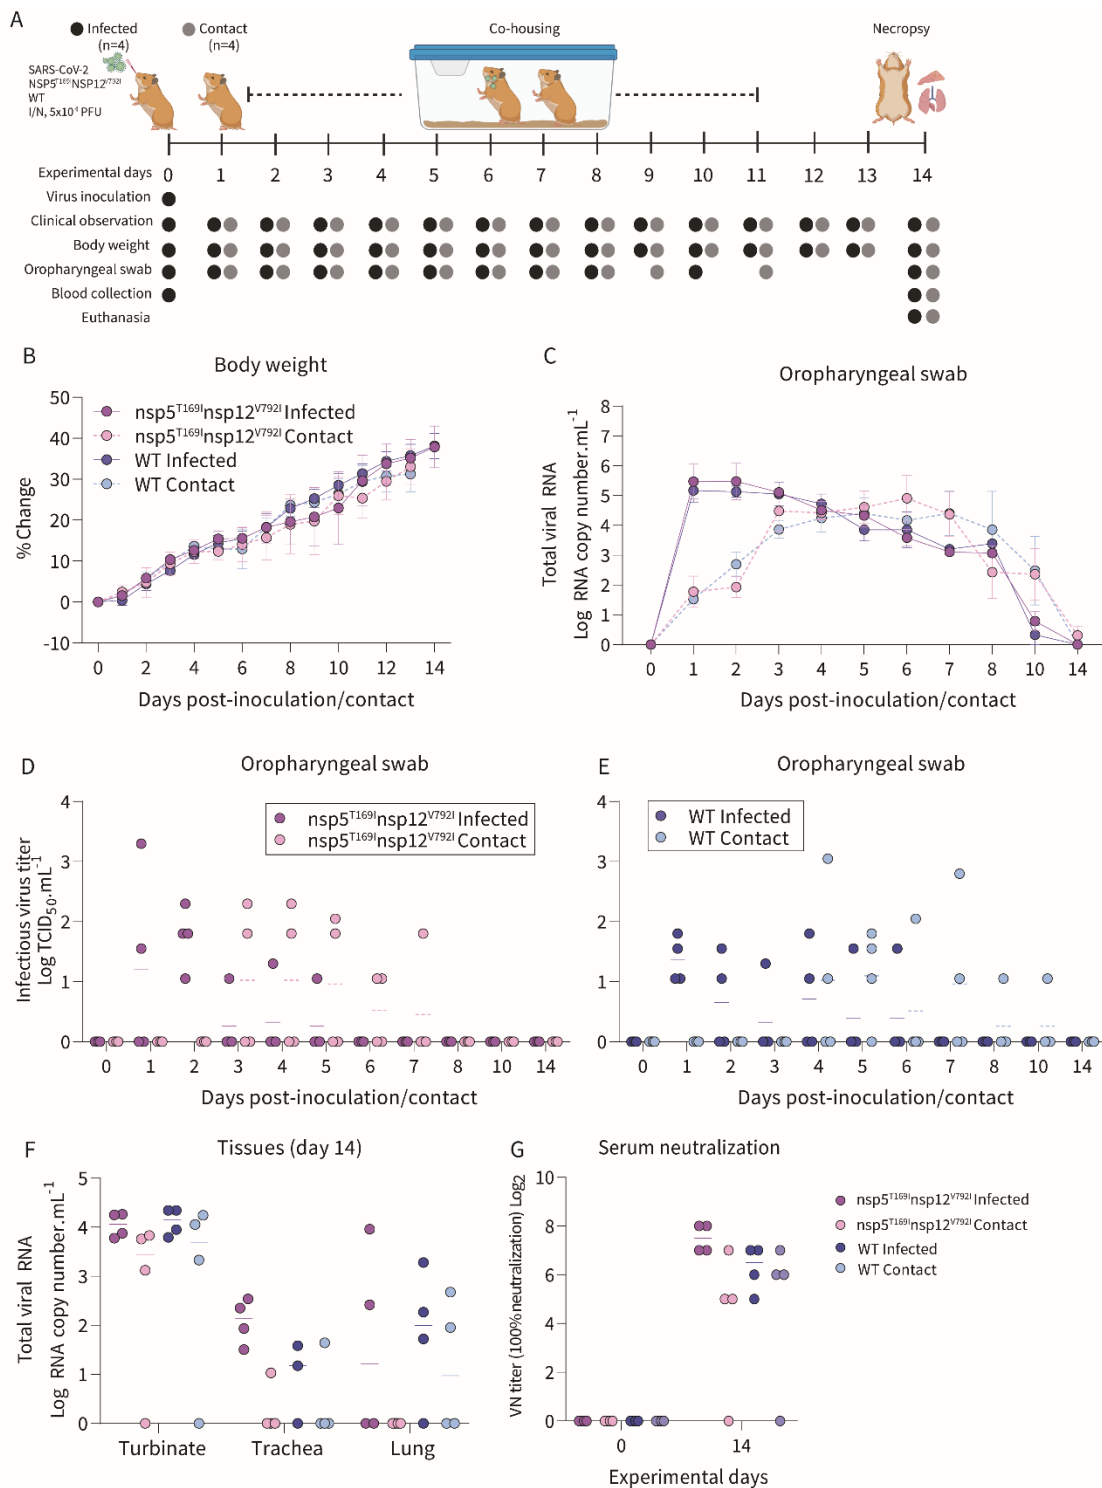 A
Infected
(n=4)
Contact
(n=4)
Co-housing
Necropsy
SARS-CoV-2
NSP5ᵀ¹⁶⁹ᴵ NSP12ⱽ⁷⁹²ᴵ
WT
I/N, 5x10⁴ PFU
Experimental days 0 1 2 3 4 5 6 7 8 9 10 11 12 13 14
Virus inoculation
Clinical observation
Body weight
Oropharyngeal swab
Blood collection
Euthanasia
B
Body weight
50
40
30
20
10
0
-10
% Change
nsp5ᵀ¹⁶⁹ᴵnsp12ⱽ⁷⁹²ᴵ Infected
nsp5ᵀ¹⁶⁹ᴵnsp12ⱽ⁷⁹²ᴵ Contact
WT Infected
WT Contact
0 2 4 6 8 10 12 14
Days post-inoculation/contact
C
Oropharyngeal swab
8
7
6
5
4
3
2
1
0
Total viral RNA
Log RNA copy number.mL⁻¹
0 1 2 3 4 5 6 7 8 10 14
Days post-inoculation/contact
D
Oropharyngeal swab
4
3
2
1
0
Infectious virus titer
Log TCID₅₀.mL⁻¹
nsp5ᵀ¹⁶⁹ᴵnsp12ⱽ⁷⁹²ᴵ Infected
nsp5ᵀ¹⁶⁹ᴵnsp12ⱽ⁷⁹²ᴵ Contact
0 1 2 3 4 5 6 7 8 10 14
Days post-inoculation/contact
E
Oropharyngeal swab
4
3
2
1
0
WT Infected
WT Contact
0 1 2 3 4 5 6 7 8 10 14
Days post-inoculation/contact
F
Tissues (day 14)
5
4
3
2
1
0
Total viral RNA
Log RNA copy number.mL⁻¹
Turbinate Trachea Lung
G
Serum neutralization
10
8
6
4
2
0
VN titer (100% neutralization) Log₂
0 14
Experimental days
nsp5ᵀ¹⁶⁹ᴵnsp12ⱽ⁷⁹²ᴵ Infected
nsp5ᵀ¹⁶⁹ᴵnsp12ⱽ⁷⁹²ᴵ Contact
WT Infected
WT Contact